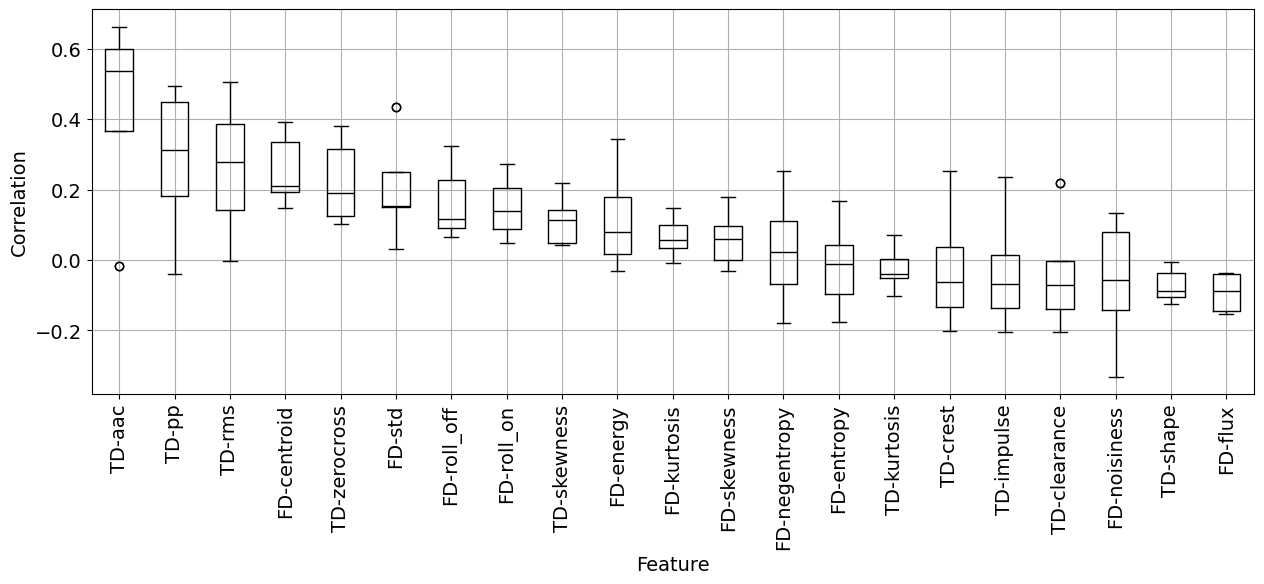 Correlation
0.6
0.4
0.2
0.0
−0.2
TD-aac
TD-pp
TD-rms
FD-centroid
TD-zerocross
FD-std
FD-roll_off
FD-roll_on
TD-skewness
FD-energy
FD-kurtosis
FD-skewness
FD-negentropy
FD-entropy
TD-kurtosis
TD-crest
TD-impulse
TD-clearance
FD-noisiness
TD-shape
FD-flux
Feature